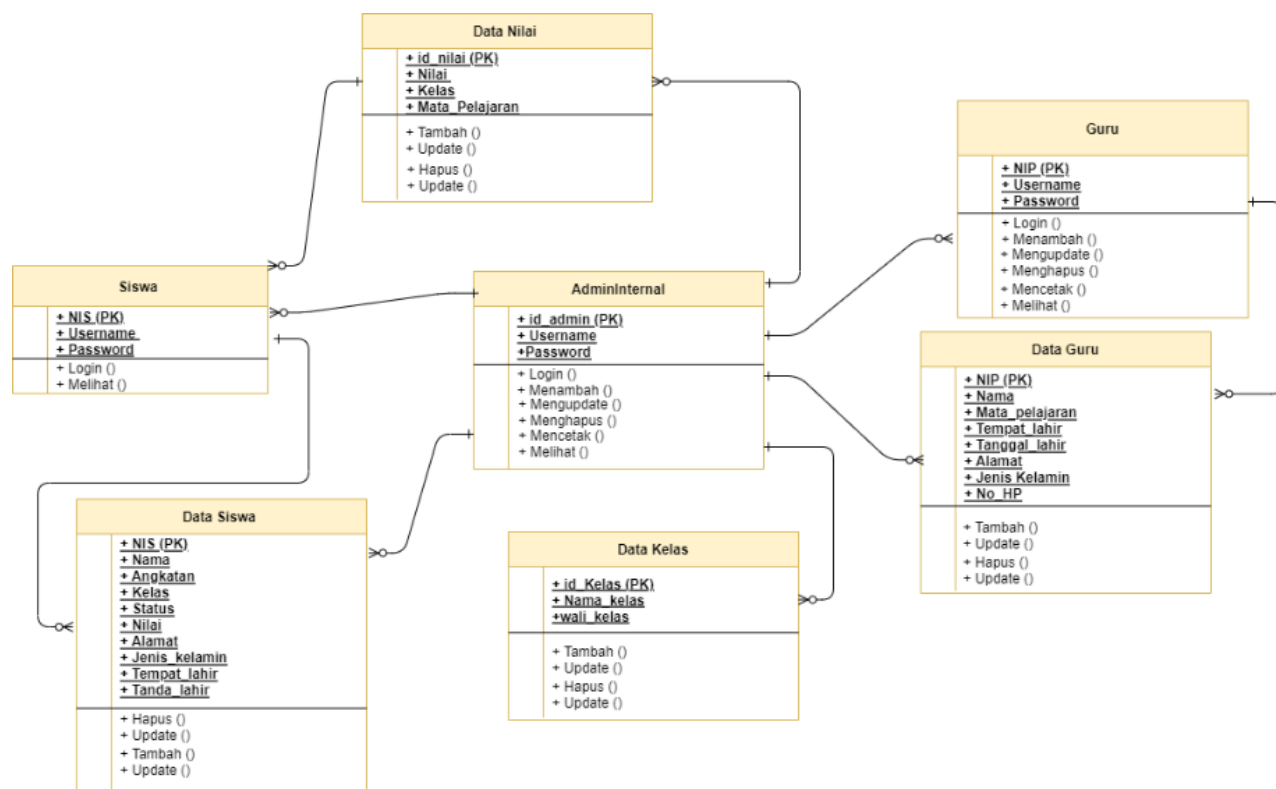 Data Nilai
+ id_nilai (PK)
+ Nilai
+ Kelas
+ Mata_Pelajaran
+ Tambah ()
+ Update ()
+ Hapus ()
+ Update ()
Guru
+ NIP (PK)
+ Username
+ Password
+ Login ()
+ Menambah ()
+ Mengupdate ()
+ Menghapus ()
+ Mencetak ()
+ Melihat ()
Siswa
+ NIS (PK)
+ Username
+ Password
+ Login ()
+ Melihat ()
AdminInternal
+ id_admin (PK)
+ Username
+Password
+ Login ()
+ Menambah ()
+ Mengupdate ()
+ Menghapus ()
+ Mencetak ()
+ Melihat ()
Data Guru
+ NIP (PK)
+ Nama
+ Mata_pelajaran
+ Tempat_lahir
+ Tanggal_lahir
+ Alamat
+ Jenis Kelamin
+ No_HP
+ Tambah ()
+ Update ()
+ Hapus ()
+ Update ()
Data Siswa
+ NIS (PK)
+ Nama
+ Angkatan
+ Kelas
+ Status
+ Nilai
+ Alamat
+ Jenis_kelamin
+ Tempat_lahir
+ Tanda_lahir
+ Hapus ()
+ Update ()
+ Tambah ()
+ Update ()
Data Kelas
+ id_Kelas (PK)
+ Nama_kelas
+wali_kelas
+ Tambah ()
+ Update ()
+ Hapus ()
+ Update ()